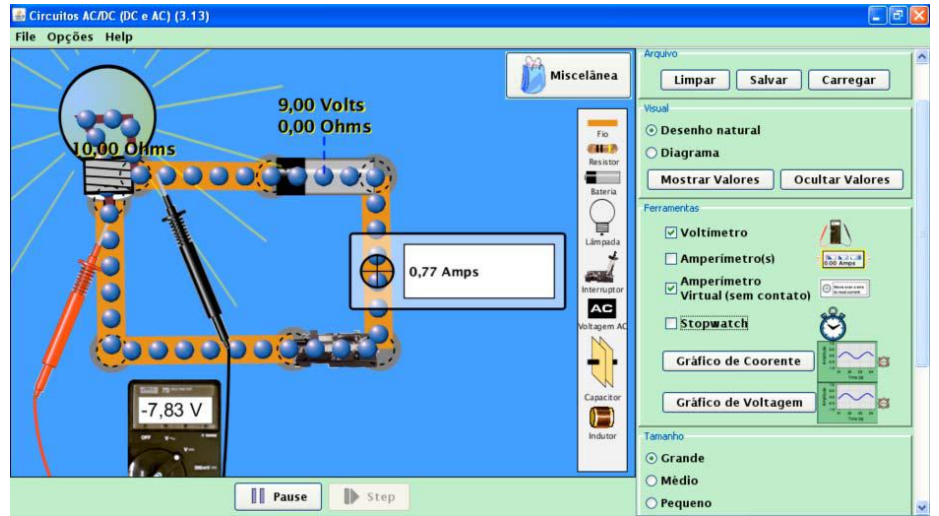 Circuitos AC/DC (DC e AC) (3.13)
File Opções Help
Miscelânea
9,00 Volts
0,00 Ohms
10,00 Ohms
0,77 Amps
-7,83 V
OFF
Fio
Resistor
Bateria
Lâmpada
Interruptor
AC
Voltagem AC
Capacitor
Indutor
Pause
Step
Arquivo
Limpar Salvar Carregar
Visual
Desenho natural
Diagrama
Mostrar Valores Ocultar Valores
Ferramentas
Voltímetro
Amperímetro(s)
0.00 Amps
Amperímetro
Virtual (sem contato)
Stopwatch
Gráfico de Coorente
Gráfico de Voltagem
Tamanho
Grande
Mèdio
Pequeno